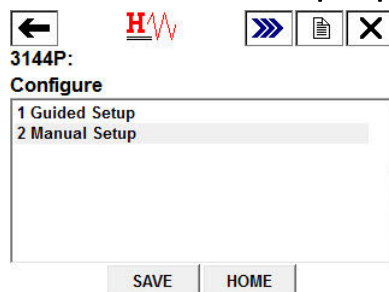 H
3144P:
Configure
1 Guided Setup
2 Manual Setup
SAVE HOME